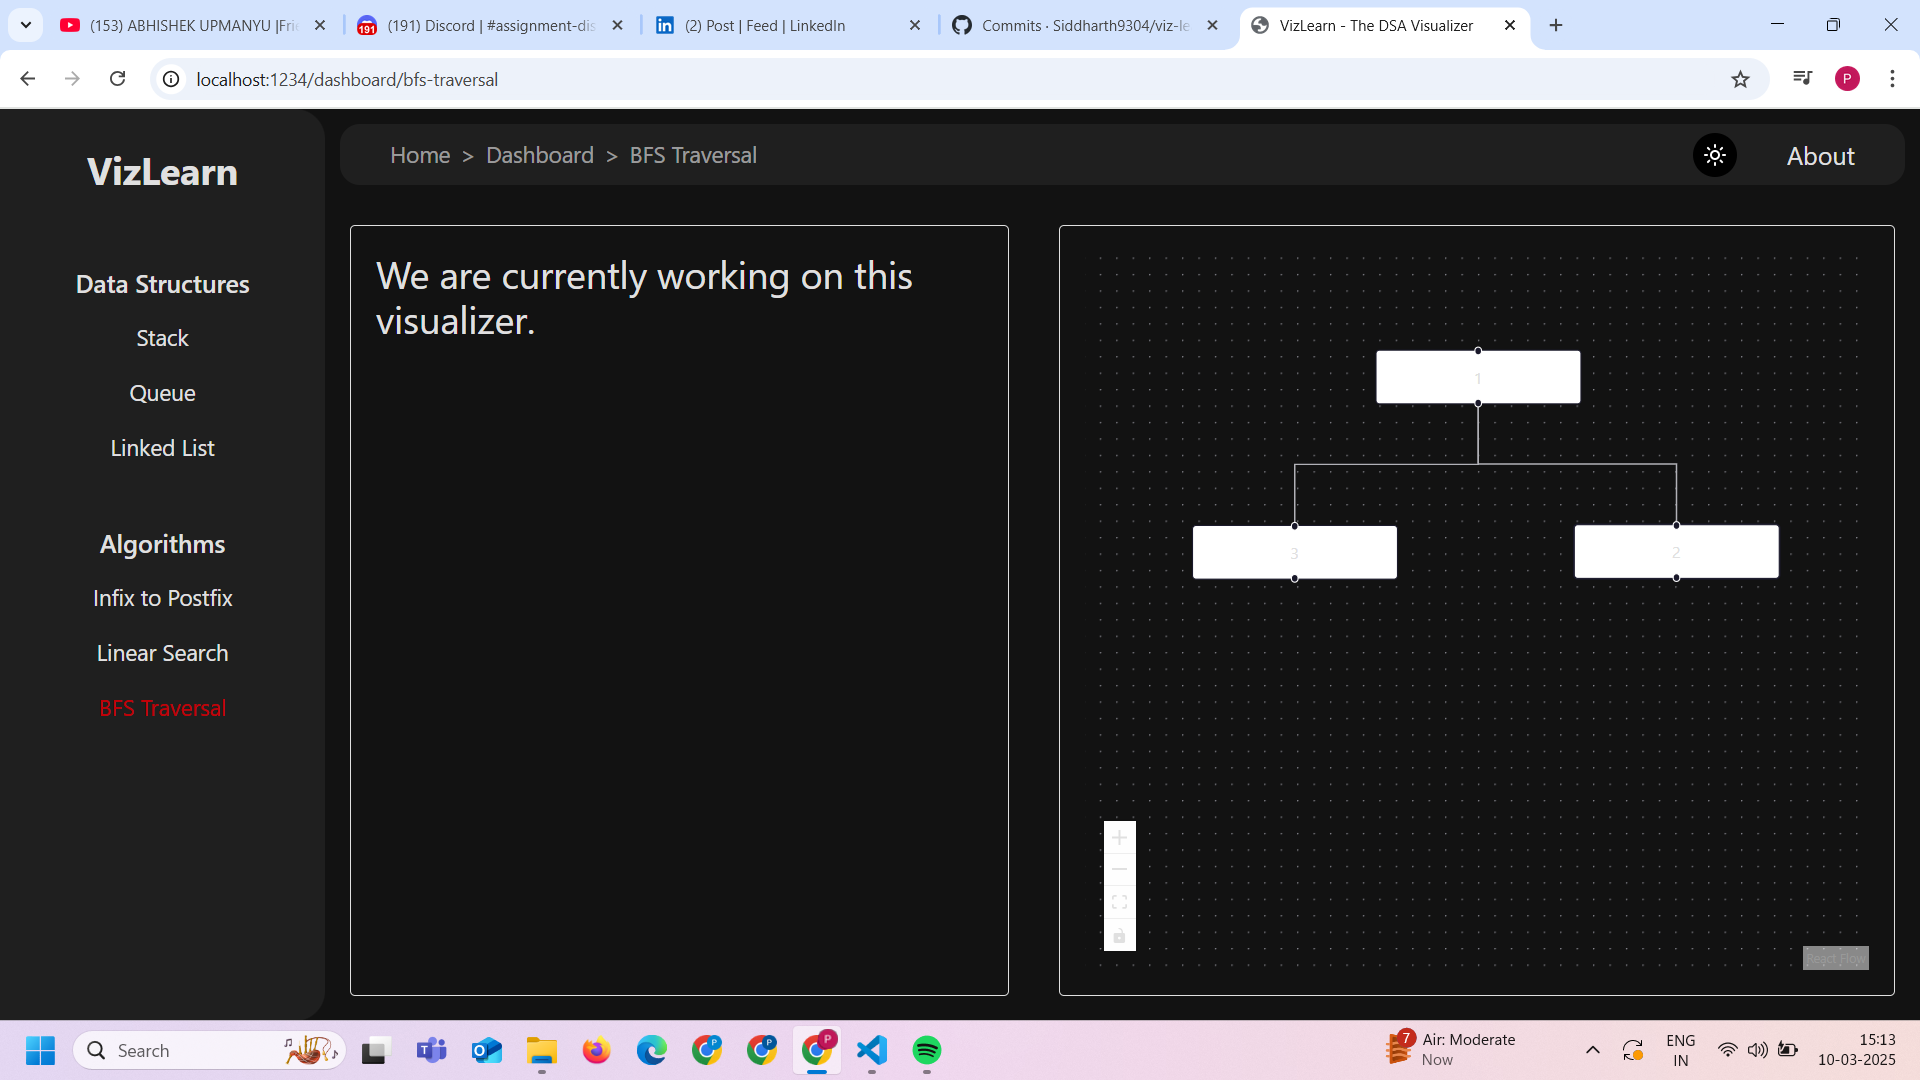 (153) ABHISHEK UPMANYU |Fri
(191) Discord | #assignment-dis
(2) Post | Feed | LinkedIn
Commits · Siddharth9304/viz-le
VizLearn - The DSA Visualizer
191
localhost:1234/dashboard/bfs-traversal
P
VizLearn
Home > Dashboard > BFS Traversal
About
Data Structures
Stack
Queue
Linked List
Algorithms
Infix to Postfix
Linear Search
BFS Traversal
We are currently working on this
visualizer.
1
3
2
React Flow
Search
P
P
P
7
Air: Moderate
Now
ENG
IN
15:13
10-03-2025